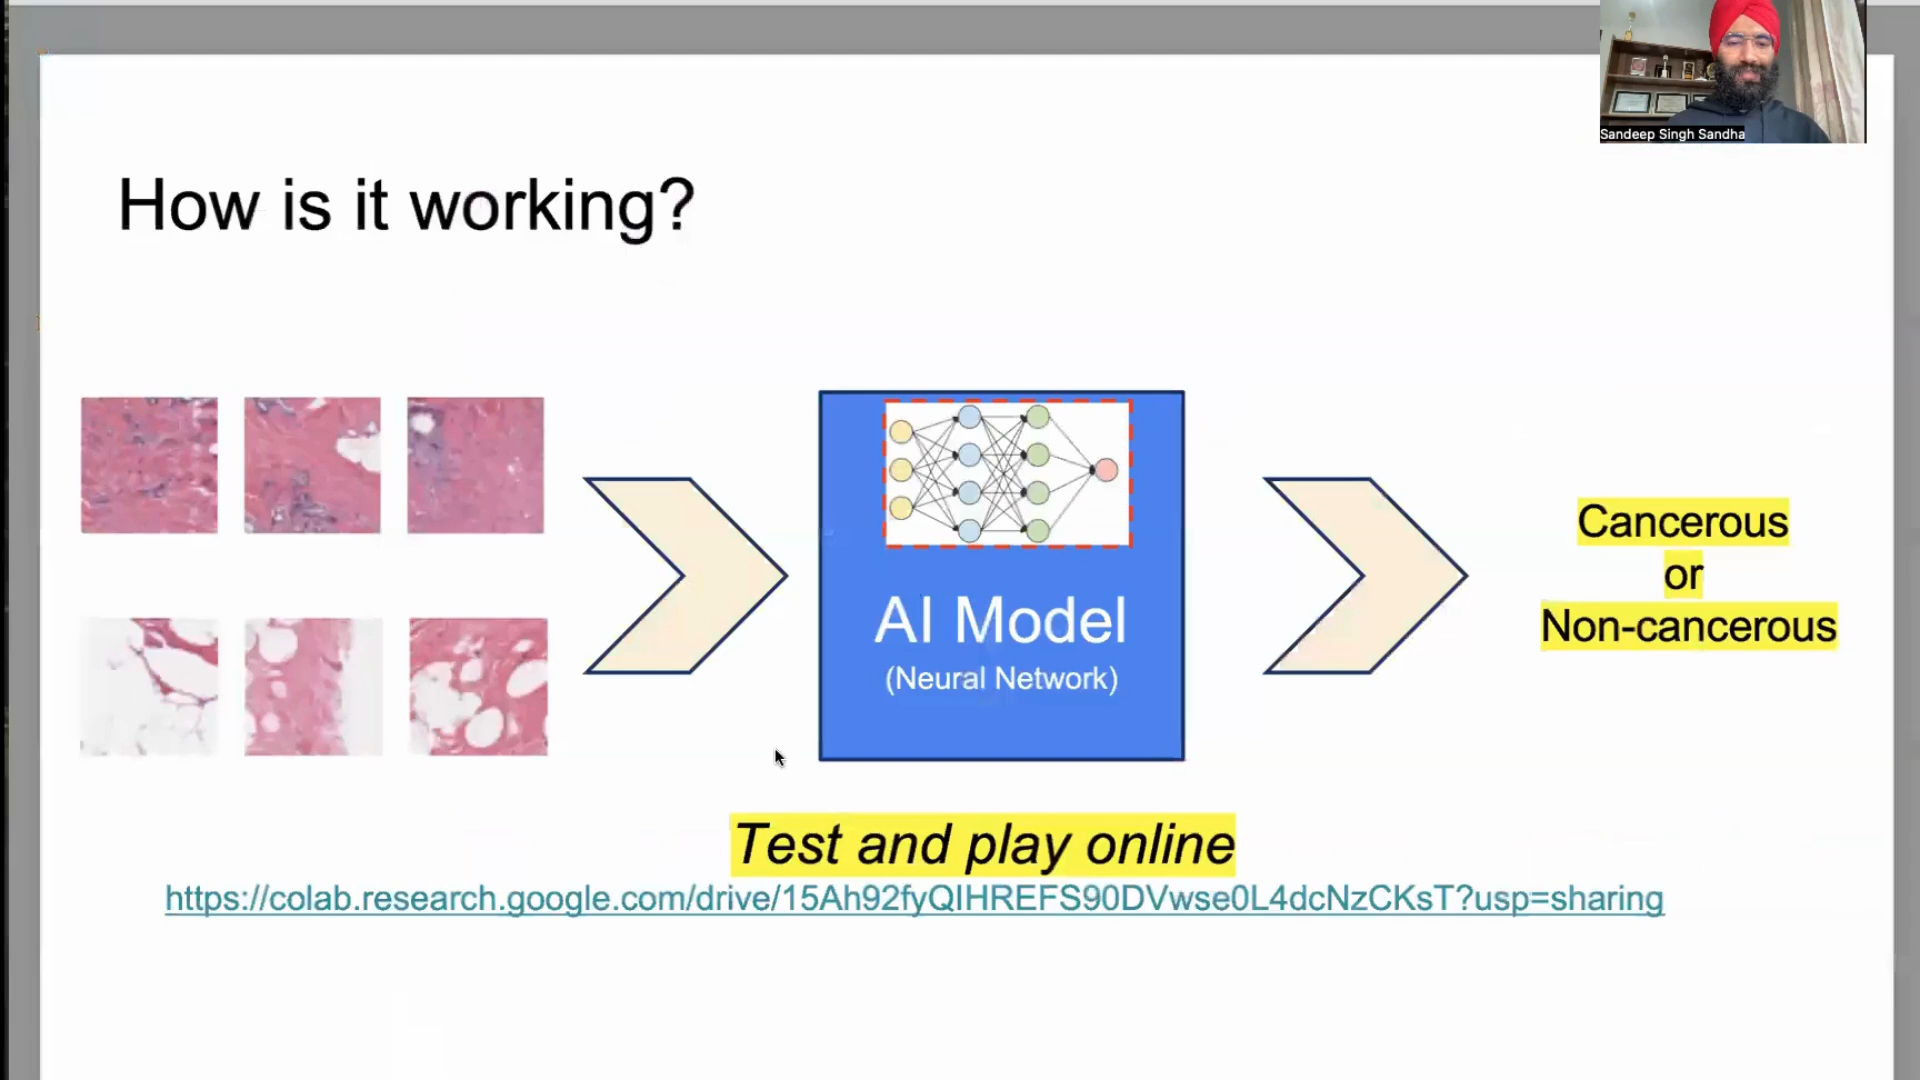 Sandeep Singh Sandha
How is it working?
AI Model
(Neural Network)
Cancerous
or
Non-cancerous
Test and play online
https://colab.research.google.com/drive/15Ah92fyQIHREFS90DVwse0L4dcNzCKsT?usp=sharing